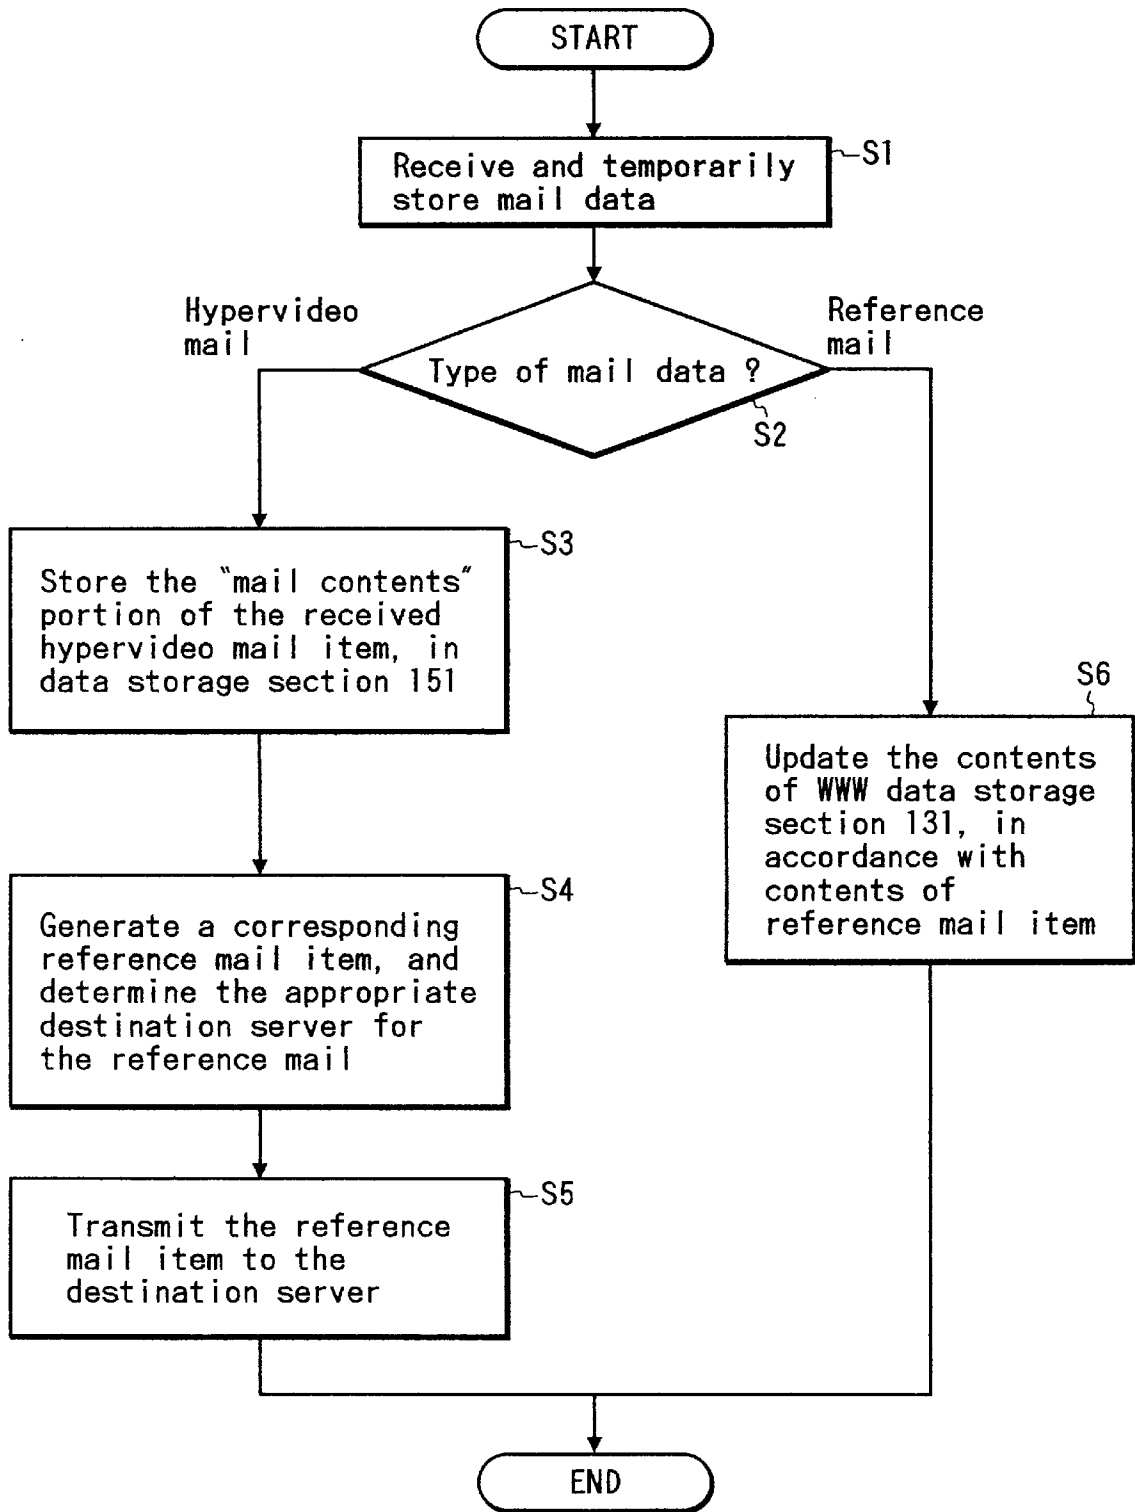 START
Receive and temporarily
store mail data
S1
Hypervideo
mail
Reference
mail
Type of mail data ?
S2
Store the "mail contents"
portion of the received
hypervideo mail item, in
data storage section 151
S3
S6
Update the contents
of WWW data storage
section 131, in
accordance with
contents of
reference mail item
Generate a corresponding
reference mail item, and
determine the appropriate
destination server for
the reference mail
S4
Transmit the reference
mail item to the
destination server
S5
END